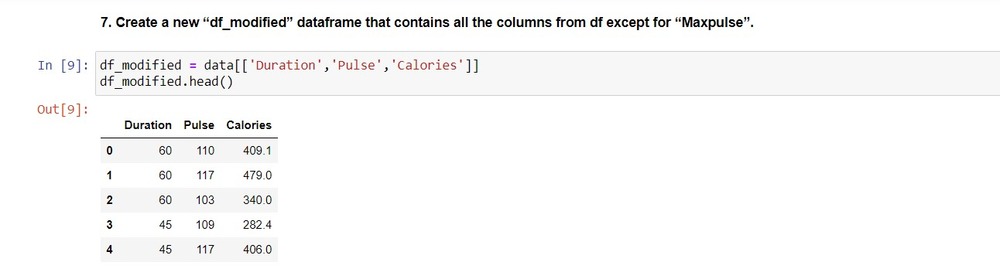 7. Create a new “df_modified” dataframe that contains all the columns from df except for “Maxpulse”.
In [9]: df_modified = data[['Duration','Pulse','Calories']]
df_modified.head()
Out[9]:
Duration Pulse Calories
0 60 110 409.1
1 60 117 479.0
2 60 103 340.0
3 45 109 282.4
4 45 117 406.0